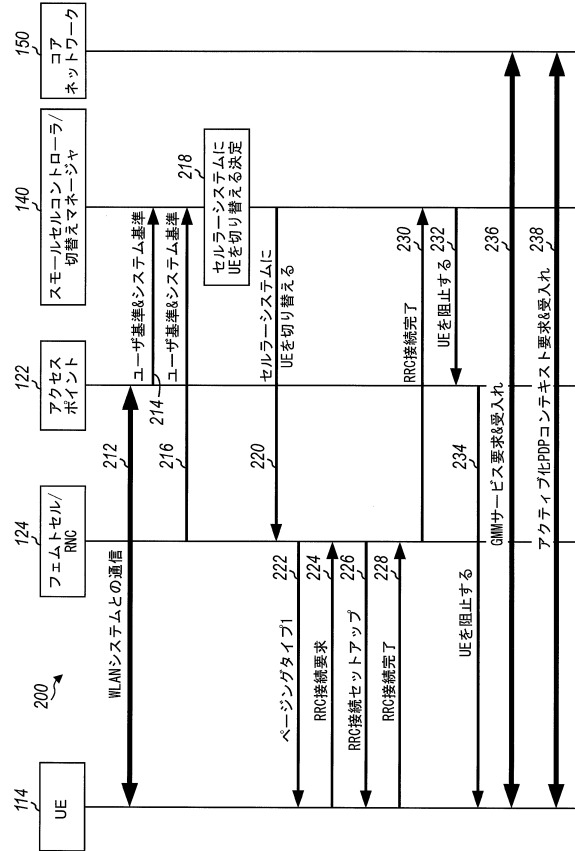 200
114
UE
124
フェムトセル/
RNC
122
アクセス
ポイント
140
スモールセルコントローラ/
切替えマネージャ
150
コア
ネットワーク
WLANシステムとの通信
212
ユーザ基準&システム基準
214
ユーザ基準&システム基準
216
218
セルラーシステムに
UEを切り替える決定
セルラーシステムに
UEを切り替える
220
ページングタイプ1
222
RRC接続要求
224
RRC接続セットアップ
226
RRC接続完了
228
RRC接続完了
230
UEを阻止する
232
UEを阻止する
234
GMMサービス要求&受入れ
236
アクティブ化PDPコンテキスト要求&受入れ
238